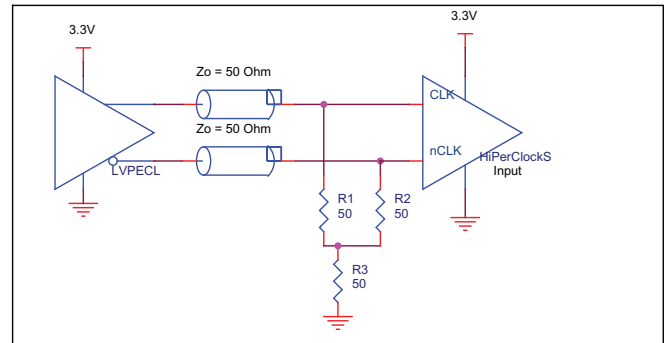 3.3V
3.3V
Zo = 50 Ohm
CLK
Zo = 50 Ohm
nCLK
LVPECL
HiPerClockS
Input
R1
50
R2
50
R3
50